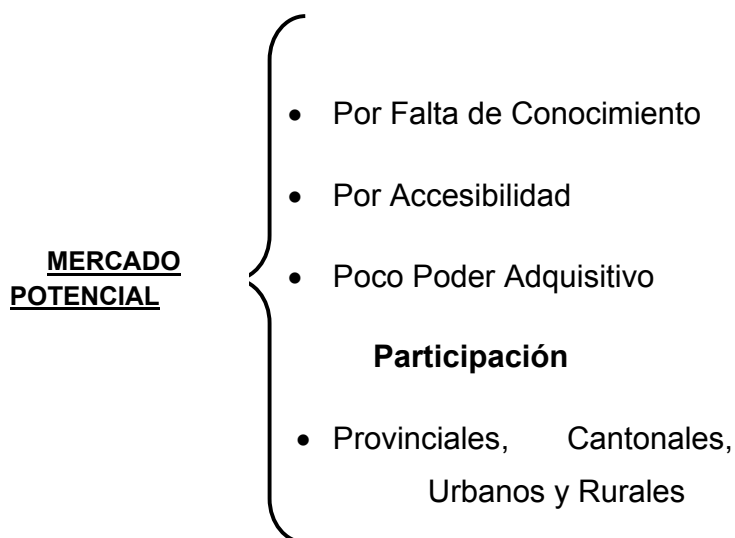 • Por Falta de Conocimiento
• Por Accesibilidad
MERCADO
POTENCIAL
• Poco Poder Adquisitivo
Participación
• Provinciales, Cantonales,
Urbanos y Rurales